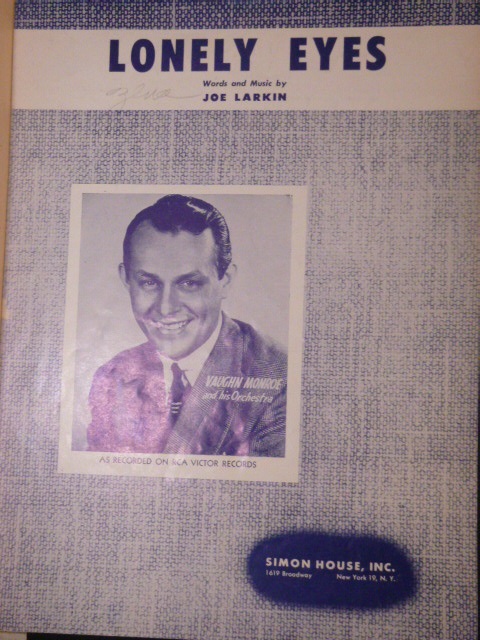 LONELY EYES
Words and Music by
JOE LARKIN
VAUGHN MONROE
and his Orchestra
AS RECORDED ON RCA VICTOR RECORDS
SIMON HOUSE, INC.
1619 Broadway New York 19, N. Y.